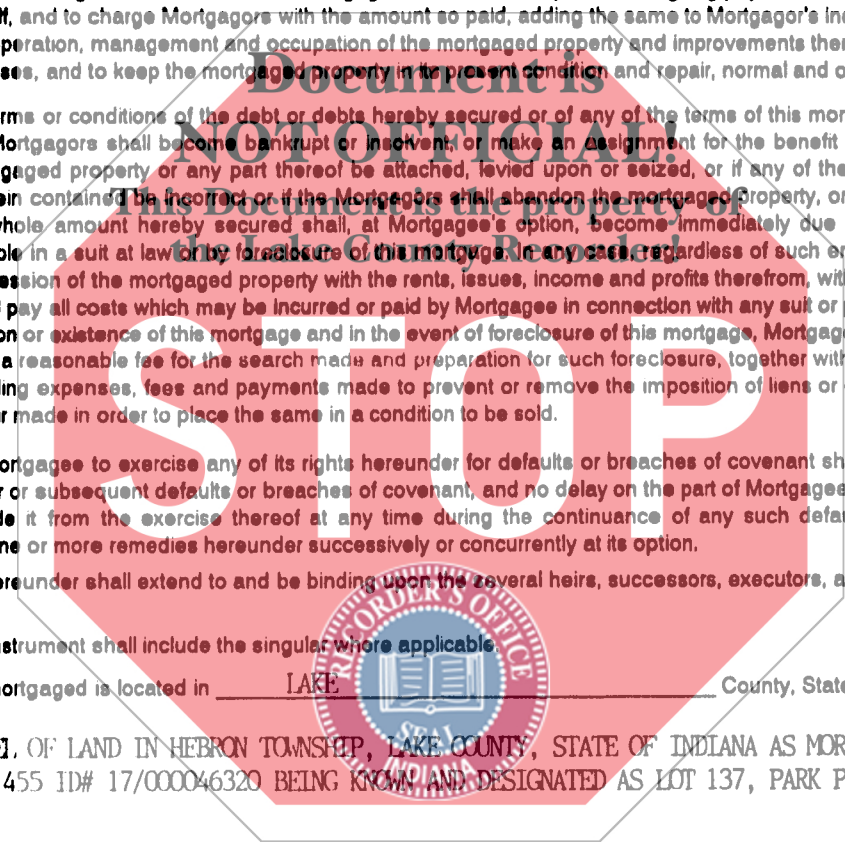 ff, and to charge Mortgagors with the amount so paid, adding the same to Mortgagor's
peration, management and occupation of the mortgaged property and improvements
ses, and to keep the mortgaged property in its present condition and repair, normal and
Document is
rms or conditions of the debt or debts hereby secured or of any of the terms of this
NOT OFFICIAL!
Mortgagors shall become bankrupt or insolvent, or make an assignment for the benefit
gaged property or any part thereof be attached, levied upon or seized, or if any of the
ein contained be incorrect or if the Mortgagors shall abandon the mortgaged property, or
This Document is the property of
whole amount hereby secured shall, at Mortgagee's option, become immediately due
the Lake County Recorder!
ble in a suit at law or by foreclosure of this mortgage. In any case, regardless of such
ession of the mortgaged property with the rents, issues, income and profits therefrom,
pay all costs which may be incurred or paid by Mortgagee in connection with any suit or
on or existence of this mortgage and in the event of foreclosure of this mortgage,
a reasonable fee for the search made and preparation for such foreclosure, together with
ling expenses, fees and payments made to prevent or remove the imposition of liens or
r made in order to place the same in a condition to be sold.
STOP
ortgagee to exercise any of its rights hereunder for defaults or breaches of covenant
r or subsequent defaults or breaches of covenant, and no delay on the part of Mortgagee
de it from the exercise thereof at any time during the continuance of any such
ne or more remedies hereunder successively or concurrently at its option.
ereunder shall extend to and be binding upon the several heirs, successors, executors,
RECORDER'S OFFICE
nstrument shall include the singular where applicable.
ortgaged is located in LAKE County, State
SEAL
EL OF LAND IN HEBRON TOWNSHIP, LAKE COUNTY, STATE OF INDIANA AS MOR
INDIANA
455 ID# 17/000046320 BEING KNOWN AND DESIGNATED AS LOT 137, PARK P